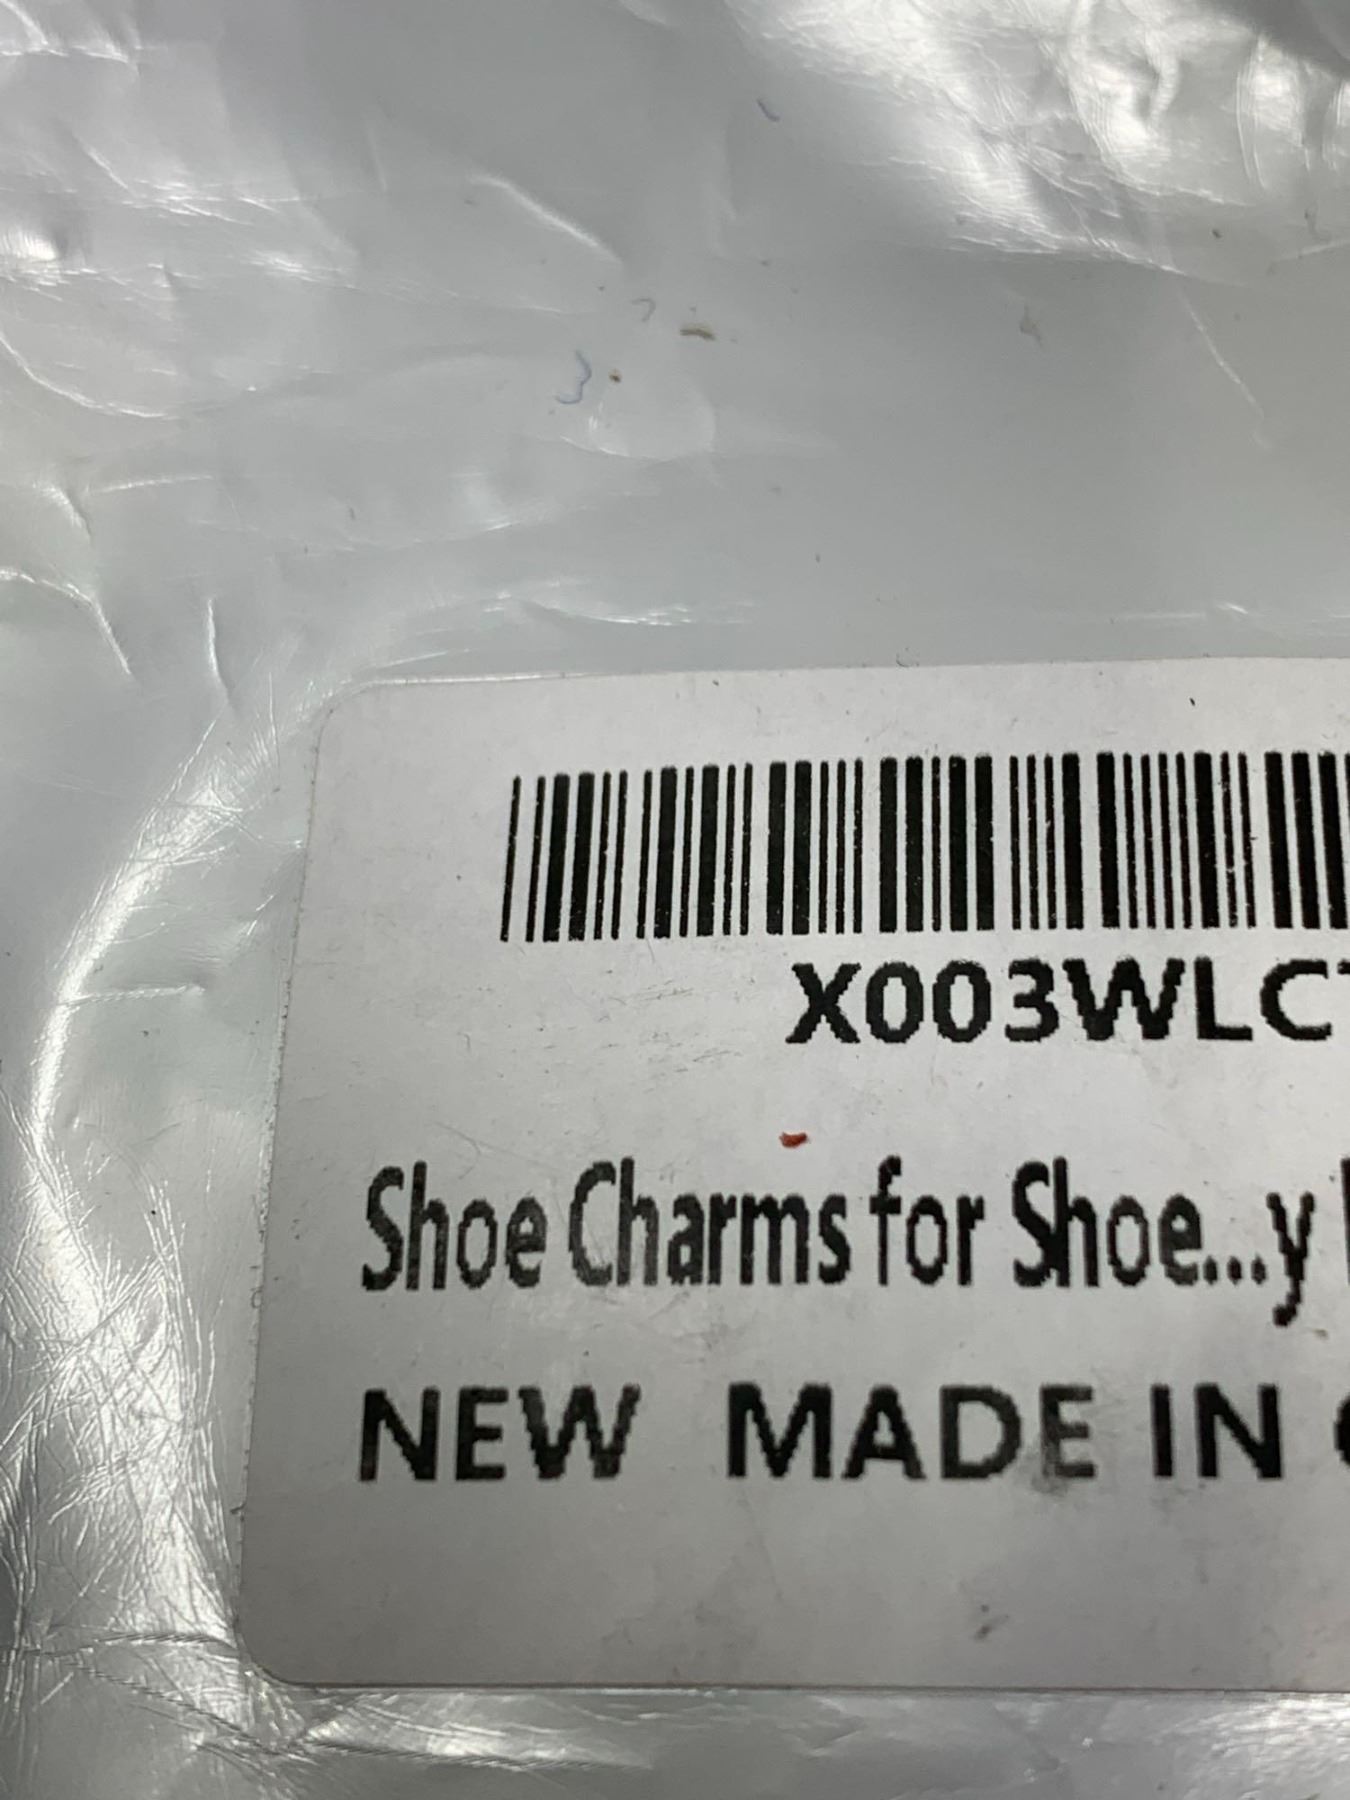 X003WLC
Shoe Charms for Shoe...y
NEW MADE IN